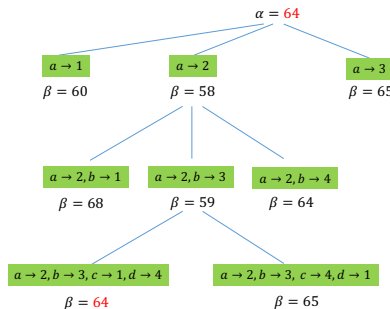 α = 64
a → 1
a → 2
a → 3
β = 60
β = 58
β = 65
a → 2, b → 1
a → 2, b → 3
a → 2, b → 4
β = 68
β = 59
β = 64
a → 2, b → 3, c → 1, d → 4
a → 2, b → 3, c → 4, d → 1
β = 64
β = 65